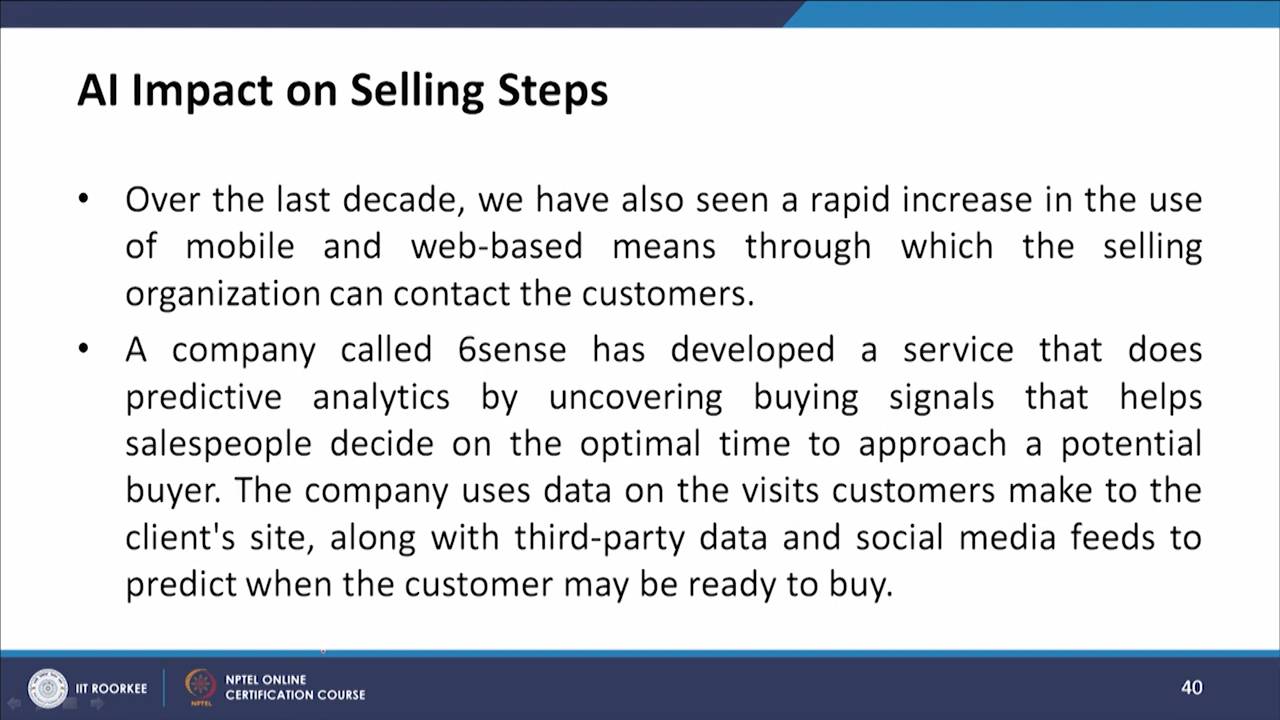 AI Impact on Selling Steps
• Over the last decade, we have also seen a rapid increase in the use
of mobile and web-based means through which the selling
organization can contact the customers.
• A company called 6sense has developed a service that does
predictive analytics by uncovering buying signals that helps
salespeople decide on the optimal time to approach a potential
buyer. The company uses data on the visits customers make to the
client's site, along with third-party data and social media feeds to
predict when the customer may be ready to buy.
IIT ROORKEE
NPTEL
NPTEL ONLINE
CERTIFICATION COURSE
40